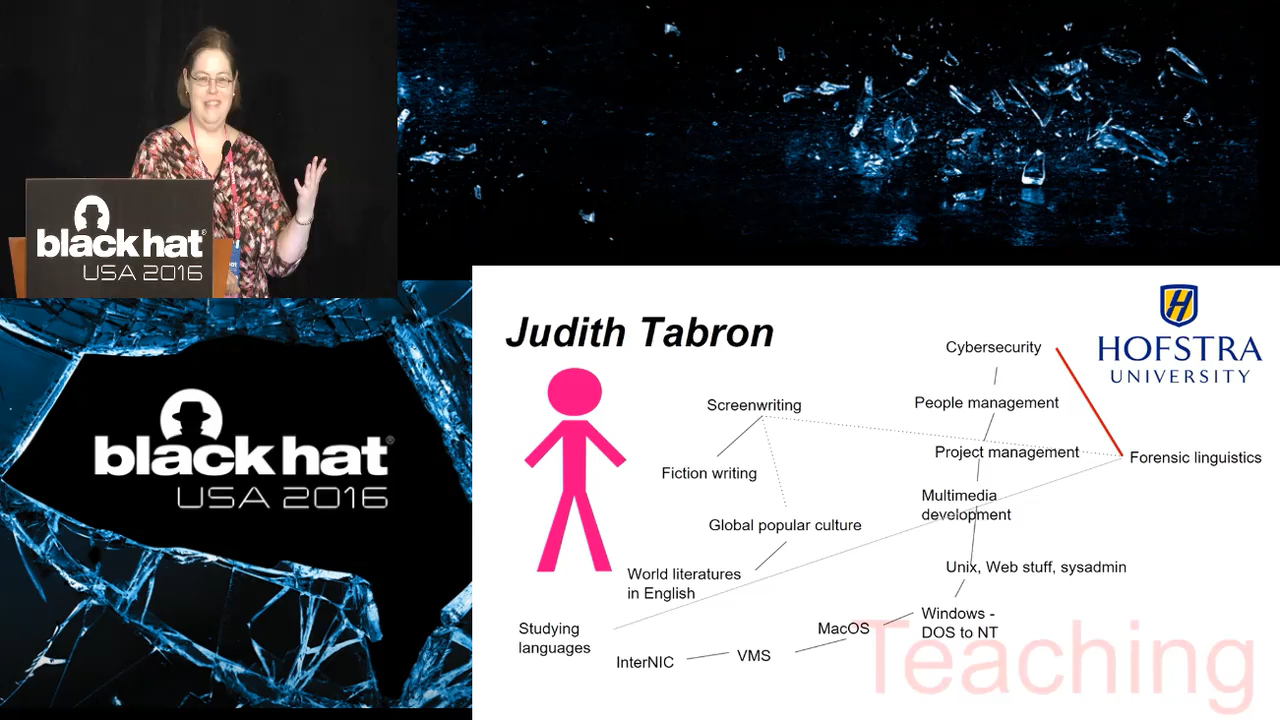 black hat®
USA 2016
black hat®
USA 2016
Judith Tabron
H
HOFSTRA
UNIVERSITY
Cybersecurity
People management
Screenwriting
Project management
Forensic linguistics
Fiction writing
Multimedia
development
Global popular culture
Unix, Web stuff, sysadmin
World literatures
in English
Windows -
DOS to NT
Studying
languages
MacOS
InterNIC
VMS
Teaching